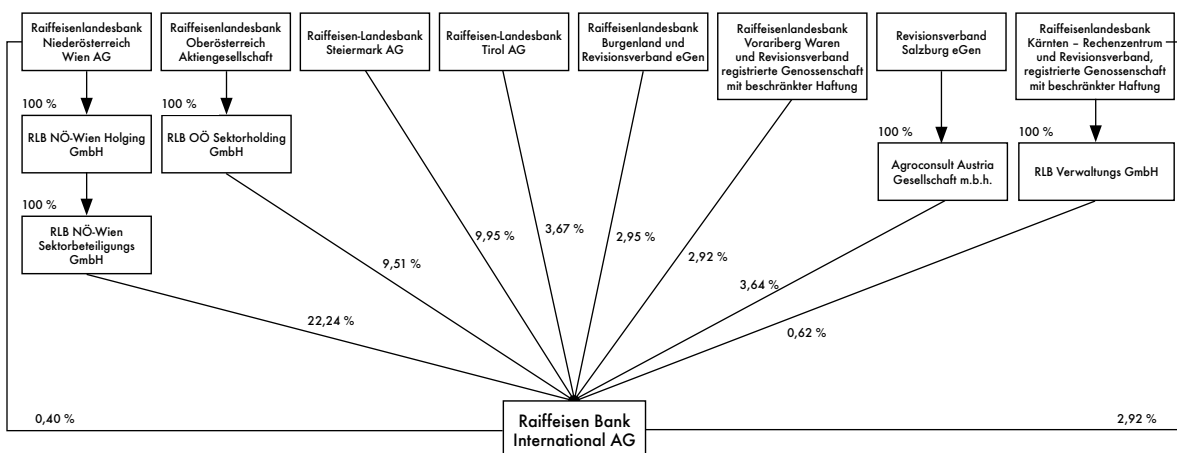 Raiffeisenlandesbank
Niederösterreich
Wien AG
Raiffeisenlandesbank
Oberösterreich
Aktiengesellschaft
Raiffeisen-Landesbank
Steiermark AG
Raiffeisen-Landesbank
Tirol AG
Raiffeisenlandesbank
Burgenland und
Revisionsverband eGen
Raiffeisenlandesbank
Vorariberg Waren
und Revisionsverband
registrierte Genossenschaft
mit beschränkter Haftung
Revisionsverband
Salzburg eGen
Raiffeisenlandesbank
Kärnten – Rechenzentrum
und Revisionsverband,
registrierte Genossenschaft
mit beschränkter Haftung
100 %
100 %
100 %
100 %
RLB NÖ-Wien Holging
GmbH
RLB OÖ Sektorholding
GmbH
Agroconsult Austria
Gesellschaft m.b.h.
RLB Verwaltungs GmbH
100 %
RLB NÖ-Wien
Sektorbeteiligungs
GmbH
22,24 %
9,51 %
9,95 %
3,67 %
2,95 %
2,92 %
3,64 %
0,62 %
0,40 %
Raiffeisen Bank
International AG
2,92 %